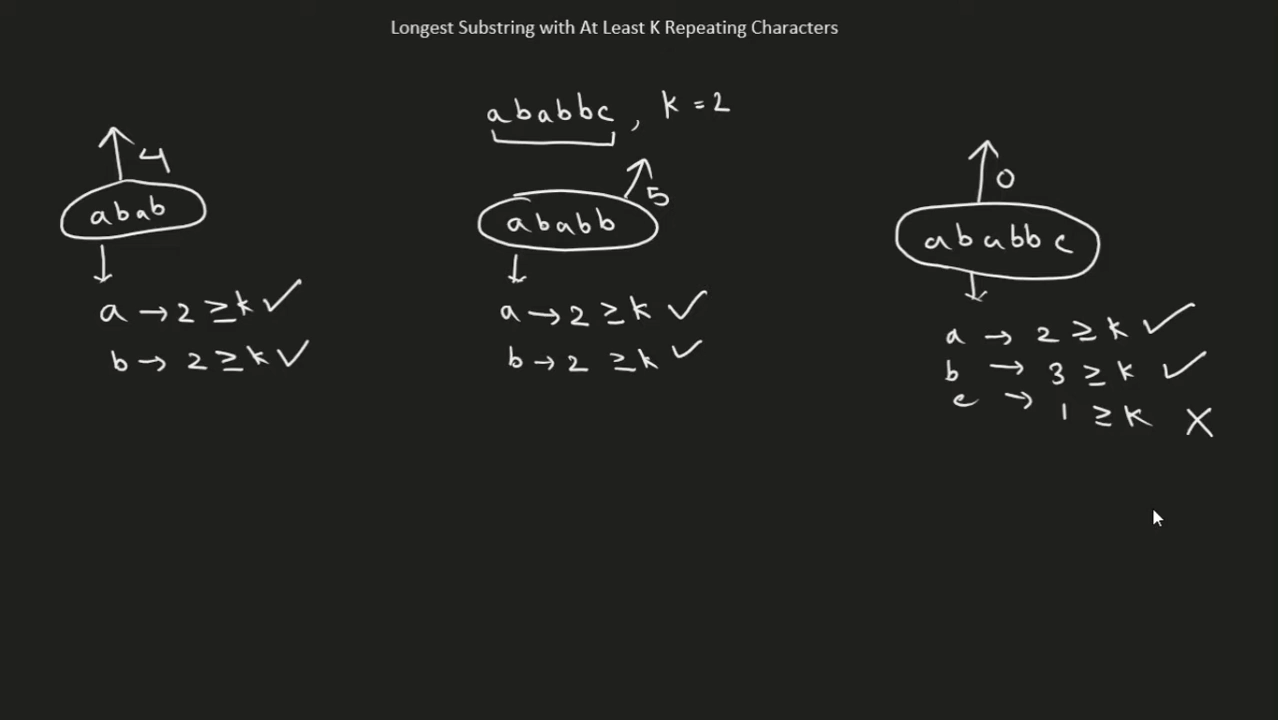 Longest Substring with At Least K Repeating Characters
ababbc, k = 2
4
abab
a → 2 ≥ k ✓
b → 2 ≥ k ✓
5
ababb
a → 2 ≥ k ✓
b → 2 ≥ k ✓
0
ababbc
a → 2 ≥ k ✓
b → 3 ≥ k ✓
c → 1 ≥ k X